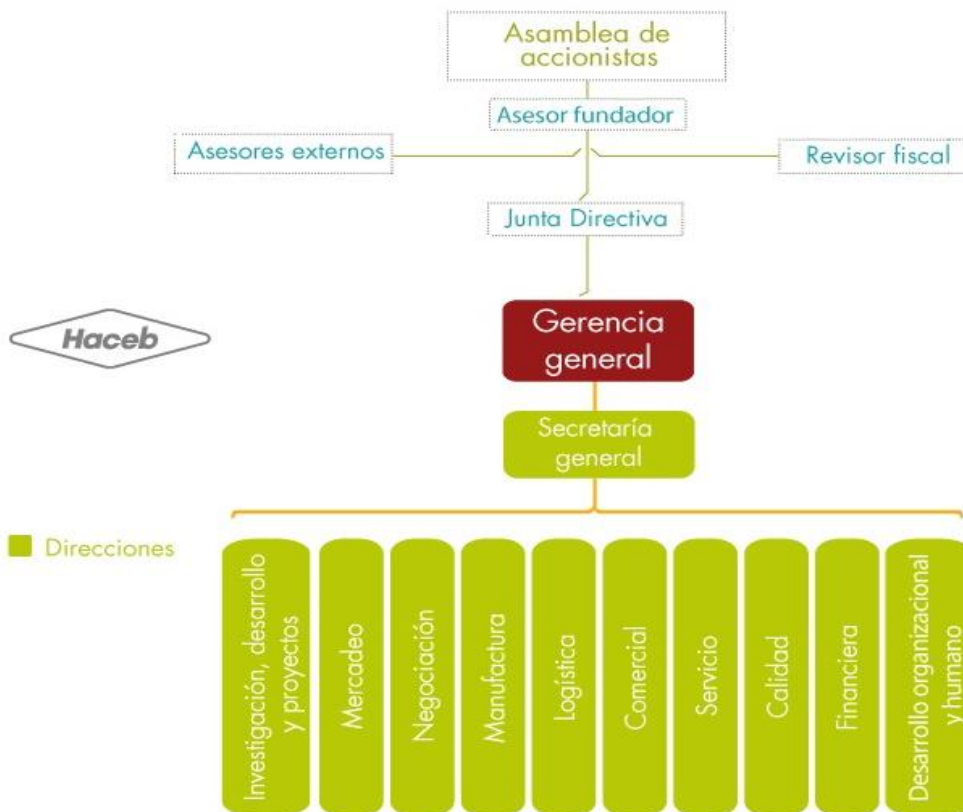 Asamblea de
accionistas
Asesor fundador
Asesores externos
Revisor fiscal
Junta Directiva
Haceb
Gerencia
general
Secretaría
general
Direcciones
Investigación, desarrollo
y proyectos
Mercadeo
Negociación
Manufactura
Logística
Comercial
Servicio
Calidad
Financiera
Desarrollo organizacional
y humano